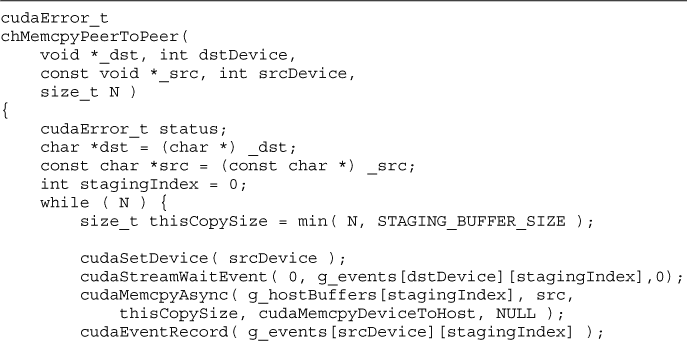 cudaError_t
chMemcpyPeerToPeer(
    void *_dst, int dstDevice,
    const void *_src, int srcDevice,
    size_t N )
{
    cudaError_t status;
    char *dst = (char *) _dst;
    const char *src = (const char *) _src;
    int stagingIndex = 0;
    while ( N ) {
        size_t thisCopySize = min( N, STAGING_BUFFER_SIZE );

        cudaSetDevice( srcDevice );
        cudaStreamWaitEvent( 0, g_events[dstDevice][stagingIndex],0);
        cudaMemcpyAsync( g_hostBuffers[stagingIndex], src,
            thisCopySize, cudaMemcpyDeviceToHost, NULL );
        cudaEventRecord( g_events[srcDevice][stagingIndex] );